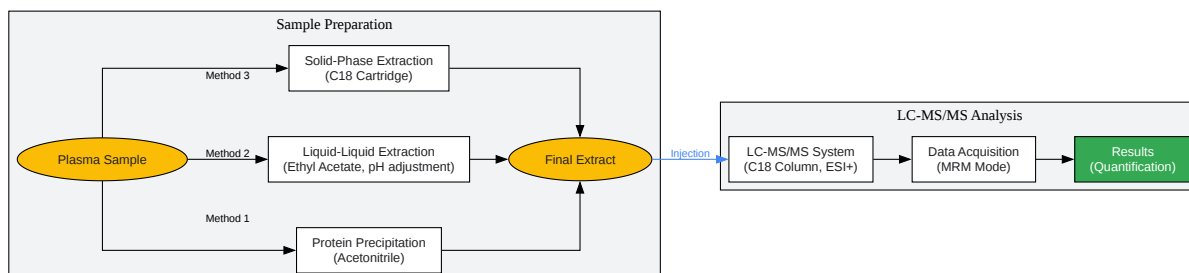 Sample Preparation
Solid-Phase Extraction
(C18 Cartridge)
Method 3
Plasma Sample
Method 2
Liquid-Liquid Extraction
(Ethyl Acetate, pH adjustment)
Final Extract
Method 1
Protein Precipitation
(Acetonitrile)
Injection
LC-MS/MS Analysis
LC-MS/MS System
(C18 Column, ESI+)
Data Acquisition
(MRM Mode)
Results
(Quantification)